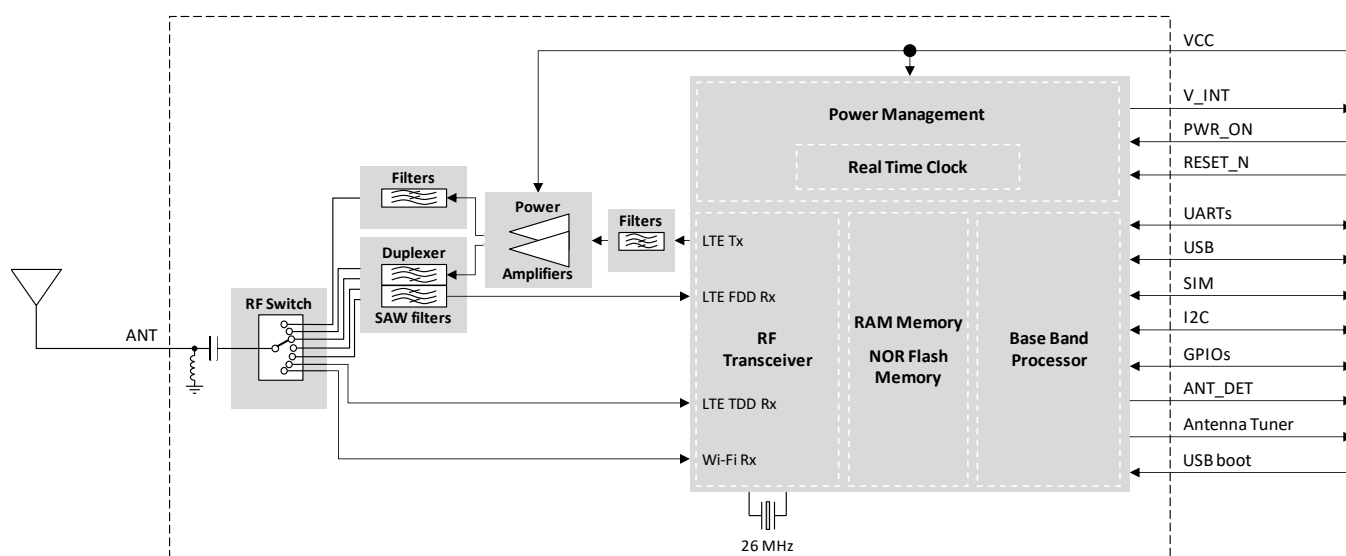 VCC
V_INT
Power Management
PWR_ON
Real Time Clock
RESET_N
Filters
Power
Filters
UARTs
LTE Tx
Duplexer
Amplifiers
USB
RF Switch
SAW filters
LTE FDD Rx
SIM
ANT
RF
Transceiver
RAM Memory
NOR Flash
Memory
Base Band
Processor
I2C
GPIOs
ANT_DET
LTE TDD Rx
Antenna Tuner
Wi-Fi Rx
USB boot
26 MHz